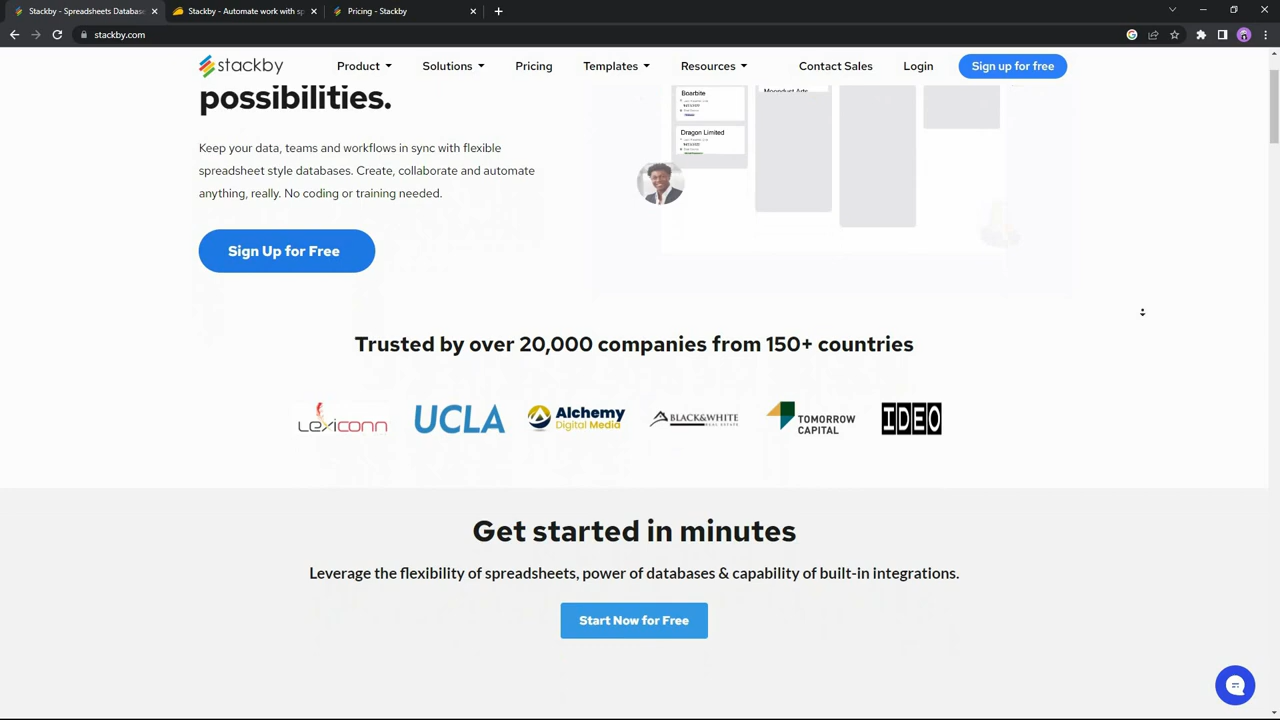 Stackby - Spreadsheets Database
Stackby - Automate work with sp
Pricing - Stackby
stackby.com
stackby
Product
Solutions
Pricing
Templates
Resources
Contact Sales
Login
Sign up for free
possibilities.
Boarbite
Moondust Arts
Dragon Limited
Keep your data, teams and workflows in sync with flexible
spreadsheet style databases. Create, collaborate and automate
anything, really. No coding or training needed.
Sign Up for Free
Trusted by over 20,000 companies from 150+ countries
Lexiconn
UCLA
Alchemy
Digital Media
BLACK&WHITE
REAL ESTATE
TOMORROW
CAPITAL
IDEO
Get started in minutes
Leverage the flexibility of spreadsheets, power of databases & capability of built-in integrations.
Start Now for Free